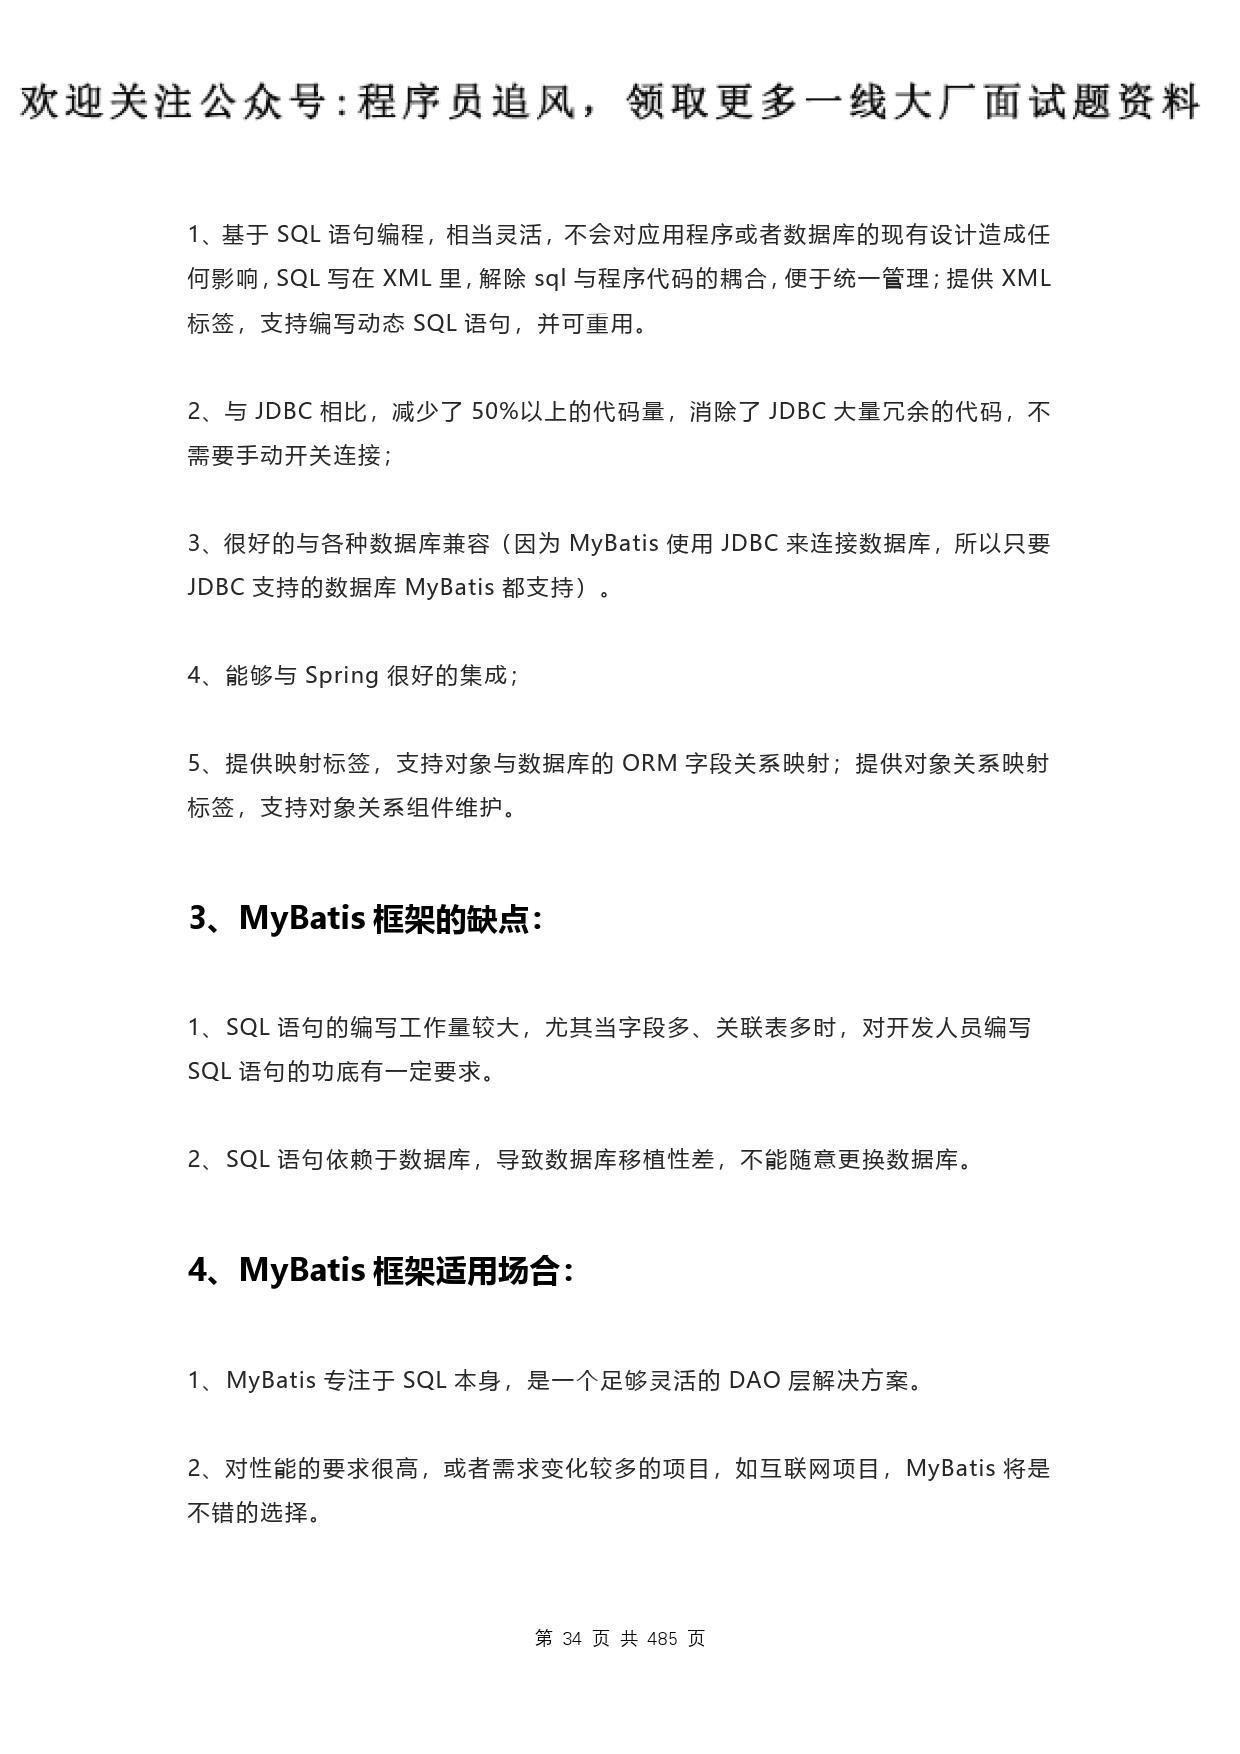 欢迎关注公众号:程序员追风，领取更多一线大厂面试题资料
1、基于 SQL 语句编程，相当灵活，不会对应用程序或者数据库的现有设计造成任
何影响，SQL 写在 XML 里，解除 sql 与程序代码的耦合，便于统一管理；提供 XML
标签，支持编写动态 SQL 语句，并可重用。
2、与 JDBC 相比，减少了 50%以上的代码量，消除了 JDBC 大量冗余的代码，不
需要手动开关连接；
3、很好的与各种数据库兼容（因为 MyBatis 使用 JDBC 来连接数据库，所以只要
JDBC 支持的数据库 MyBatis 都支持）。
4、能够与 Spring 很好的集成；
5、提供映射标签，支持对象与数据库的 ORM 字段关系映射；提供对象关系映射
标签，支持对象关系组件维护。
3、MyBatis 框架的缺点：
1、SQL 语句的编写工作量较大，尤其当字段多、关联表多时，对开发人员编写
SQL 语句的功底有一定要求。
2、SQL 语句依赖于数据库，导致数据库移植性差，不能随意更换数据库。
4、MyBatis 框架适用场合：
1、MyBatis 专注于 SQL 本身，是一个足够灵活的 DAO 层解决方案。
2、对性能的要求很高，或者需求变化较多的项目，如互联网项目，MyBatis 将是
不错的选择。
第 34 页 共 485 页